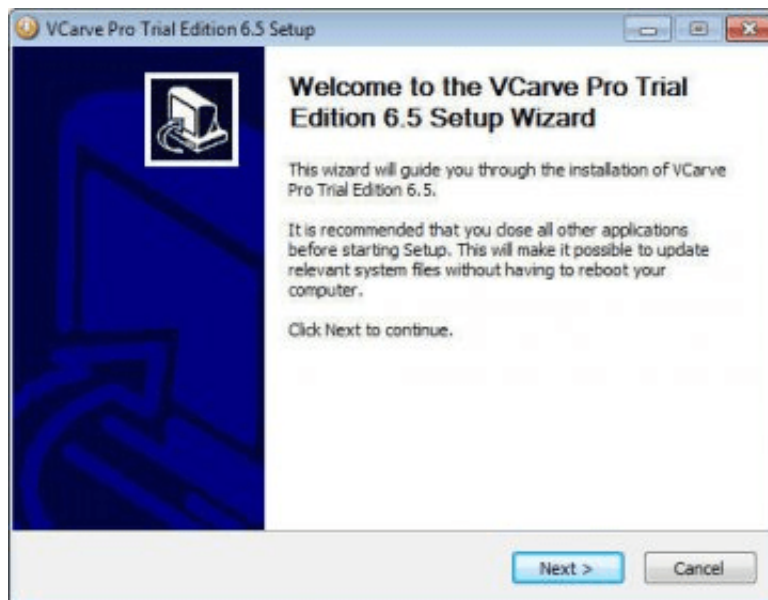 VCarve Pro Trial Edition 6.5 Setup
Welcome to the VCarve Pro Trial
Edition 6.5 Setup Wizard
This wizard will guide you through the installation of VCarve
Pro Trial Edition 6.5.
It is recommended that you close all other applications
before starting Setup. This will make it possible to update
relevant system files without having to reboot your
computer.
Click Next to continue.
Next >
Cancel